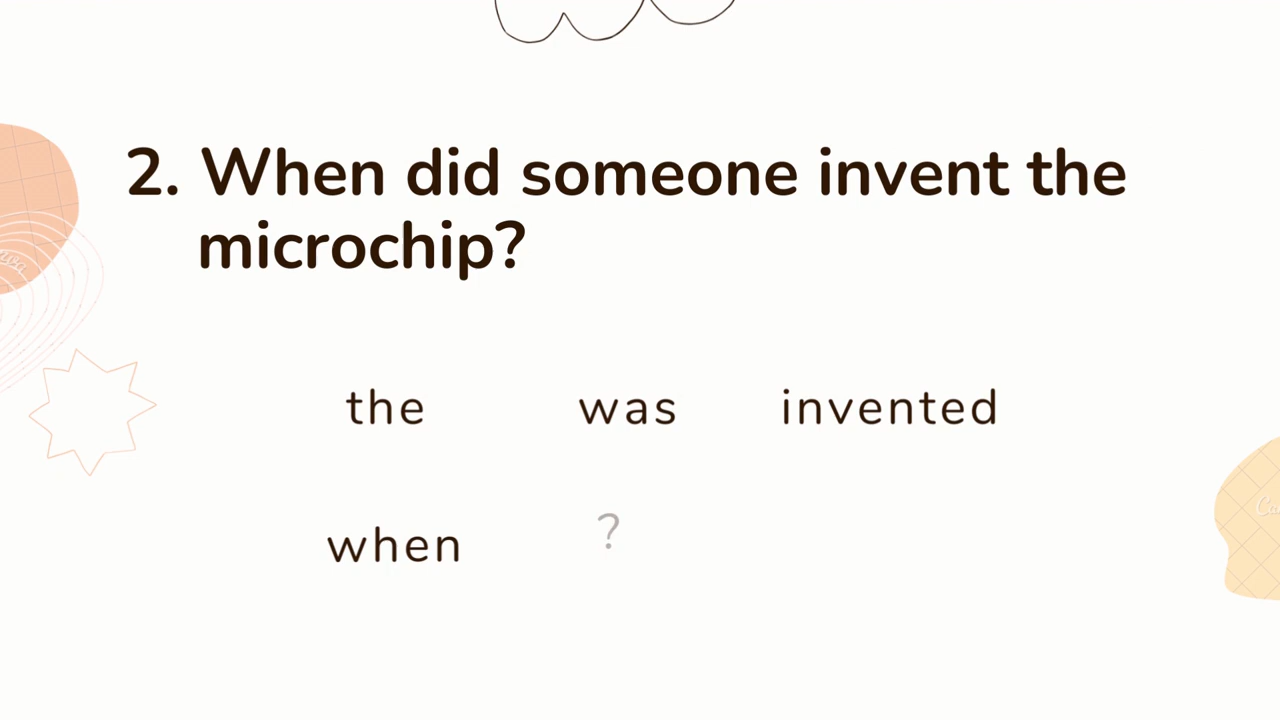 2. When did someone invent the
microchip?
the was invented
when ?